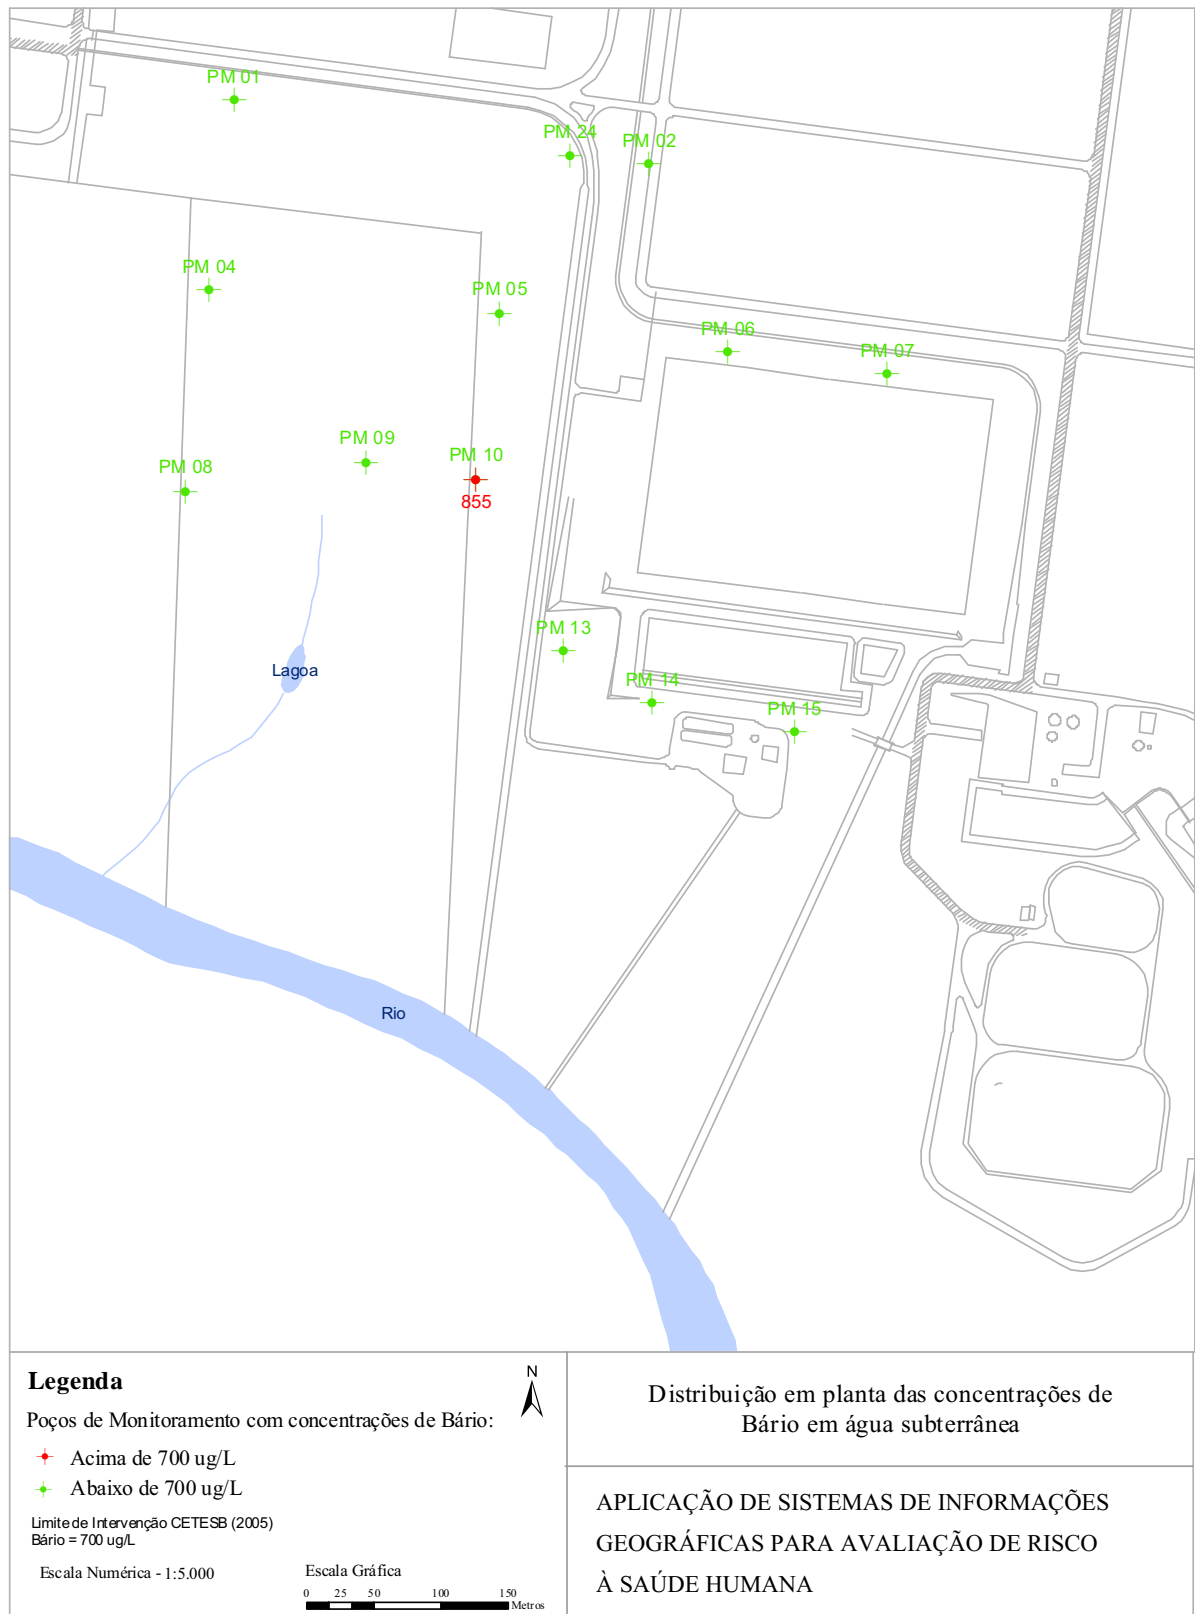 PM 01
PM 24
PM 02
PM 04
PM 05
PM 06
PM 07
PM 09
PM 10
PM 08
855
PM 13
Lagoa
PM 14
PM 15
Rio
Legenda
N
Poços de Monitoramento com concentrações de Bário:
Acima de 700 ug/L
Abaixo de 700 ug/L
Limite de Intervenção CETESB (2005)
Bário = 700 ug/L
Escala Numérica - 1:5.000
Escala Gráfica
0 25 50 100 150
Metros
Distribuição em planta das concentrações de
Bário em água subterrânea
APLICAÇÃO DE SISTEMAS DE INFORMAÇÕES
GEOGRÁFICAS PARA AVALIAÇÃO DE RISCO
À SAÚDE HUMANA